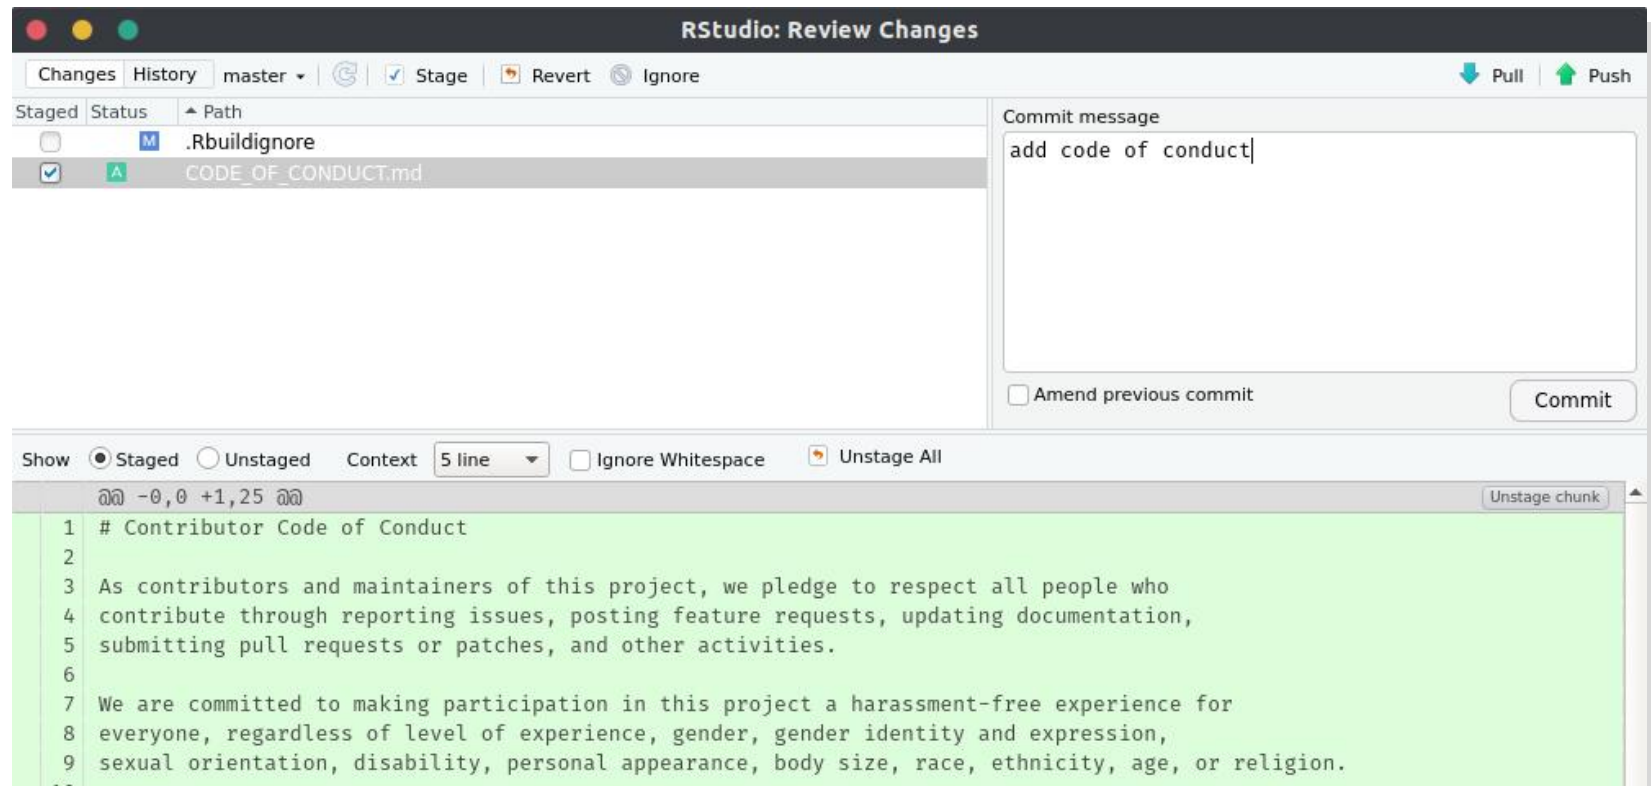 RStudio: Review Changes
Changes History master Stage Revert Ignore Pull Push
Staged Status Path
M .Rbuildignore
A CODE_OF_CONDUCT.md
Commit message
add code of conduct
Amend previous commit
Commit
Show Staged Unstaged Context 5 line Ignore Whitespace Unstage All
@@ -0,0 +1,25 @@ Unstage chunk
1 # Contributor Code of Conduct
2
3 As contributors and maintainers of this project, we pledge to respect all people who
4 contribute through reporting issues, posting feature requests, updating documentation,
5 submitting pull requests or patches, and other activities.
6
7 We are committed to making participation in this project a harassment-free experience for
8 everyone, regardless of level of experience, gender, gender identity and expression,
9 sexual orientation, disability, personal appearance, body size, race, ethnicity, age, or religion.